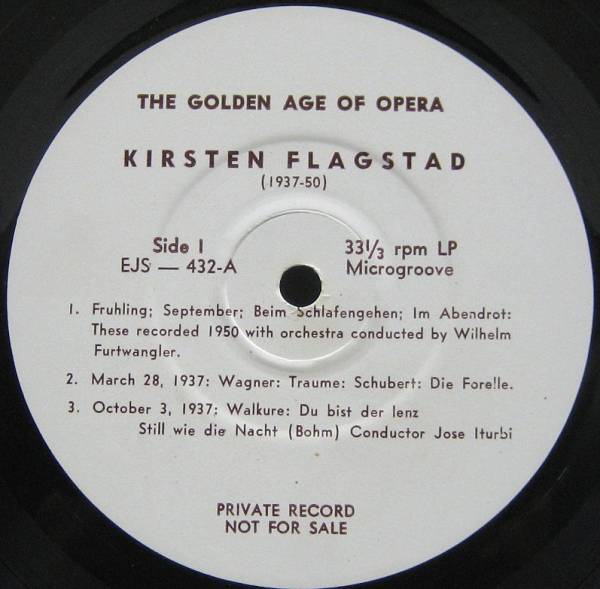 THE GOLDEN AGE OF OPERA
KIRSTEN FLAGSTAD
(1937-50)
Side 1
EJS — 432-A
33 1/3 rpm LP
Microgroove
1. Fruhling; September; Beim Schlafengehen; Im Abendrot:
These recorded 1950 with orchestra conducted by Wilhelm
Furtwangler.
2. March 28, 1937: Wagner: Traume: Schubert: Die Forelle.
3. October 3, 1937: Walkure: Du bist der lenz
Still wie die Nacht (Bohm) Conductor Jose Iturbi
PRIVATE RECORD
NOT FOR SALE